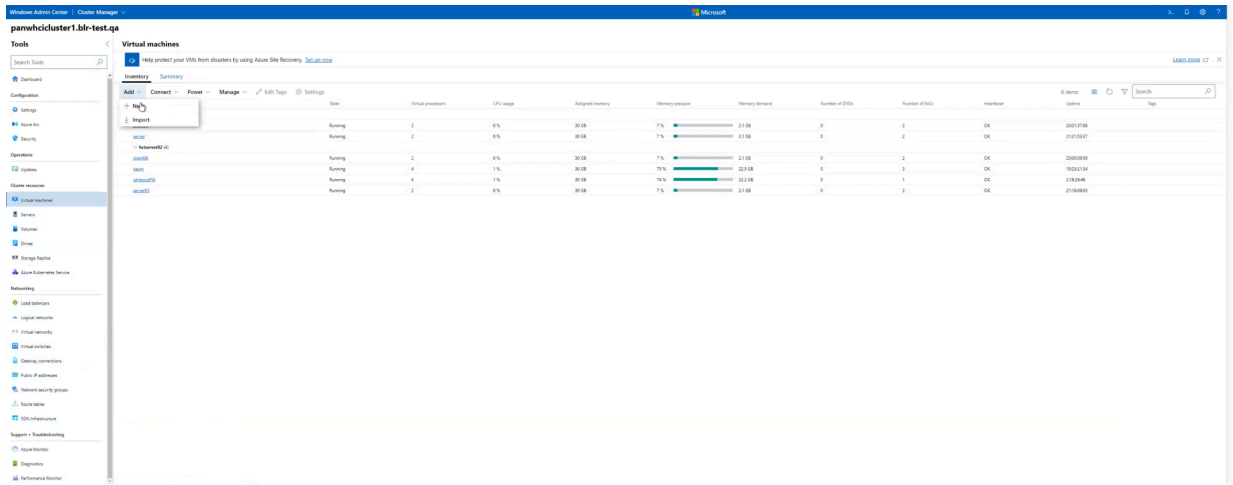 Windows Admin Center | Cluster Manager
Microsoft
panwhcicluster1.blr-test.qa
Tools
Virtual machines
Search Tools
Help protect your VMs from disasters by using Azure Site Recovery. Set up now
Learn more
Inventory Summary
Add Connect Power Manage Edit Tags Settings
6 items
Search
New
Import
State Virtual processors CPU usage Assigned memory Memory pressure Memory demand Number of DVDs Number of NICs Heartbeat Uptime Tags
Running 2 0 % 30 GB 7 % 2.1 GB 0 2 OK
server Running 2 0 % 30 GB 7 % 2.1 GB 0 2 OK 21:21:53:37
hciserver02 (4)
Running 2 0 % 30 GB 7 % 2.1 GB 0 2 OK
Running 4 1 % 30 GB 75 % 22.5 GB 0 3 OK
Running 4 1 % 30 GB 74 % 22.2 GB 0 1 OK
Running 2 0 % 30 GB 7 % 2.1 GB 0 2 OK
Dashboard
Configuration
Settings
Azure Arc
Security
Operations
Updates
Cluster resources
Virtual machines
Servers
Volumes
Drives
Storage Replica
Azure Kubernetes Service
Networking
Load balancers
Logical networks
Virtual networks
Virtual switches
Gateway connections
Public IP addresses
Network security groups
Route tables
SDN Infrastructure
Support + Troubleshooting
Azure Monitor
Diagnostics
Performance Monitor